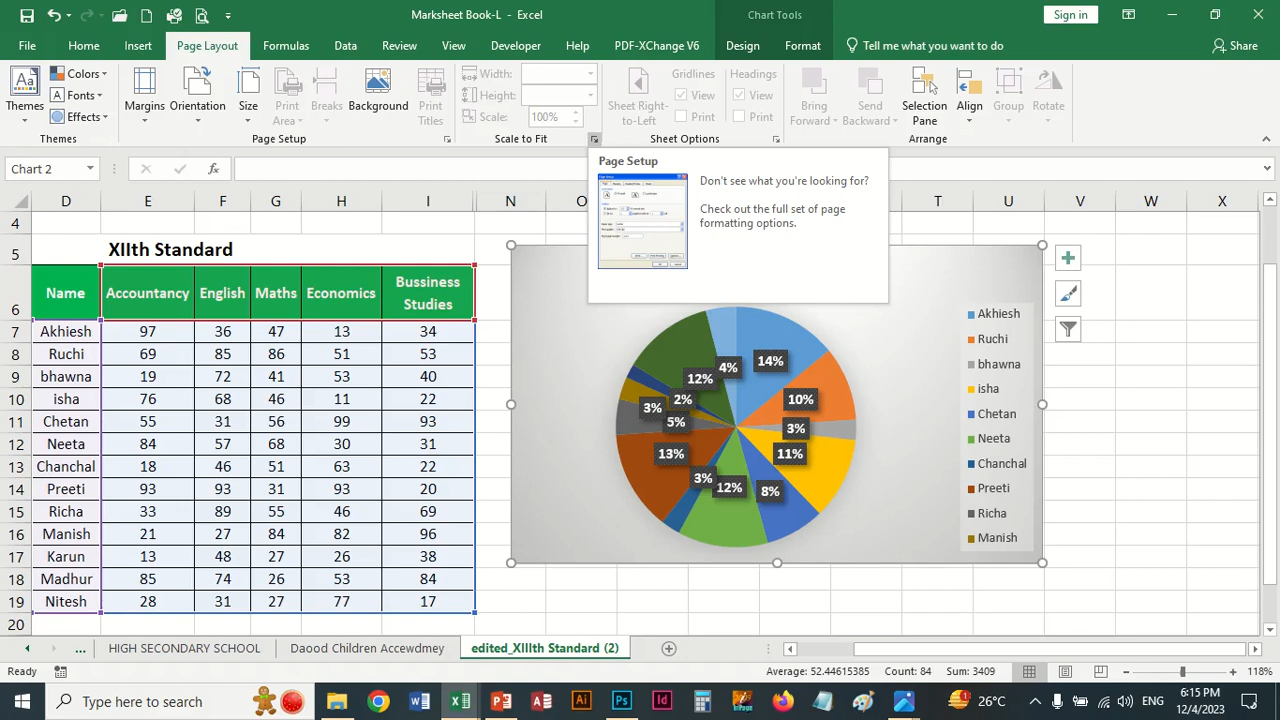 Marksheet Book-L - Excel
Chart Tools
Sign in
File Home Insert Page Layout Formulas Data Review View Developer Help PDF-XChange V6 Design Format Tell me what you want to do Share
Themes
Colors
Fonts
Effects
Themes
Margins
Orientation
Size
Print Area
Breaks
Background
Print Titles
Page Setup
Width:
Height:
Scale: 100%
Scale to Fit
Sheet Right-to-Left
Gridlines
View
Print
Headings
View
Print
Sheet Options
Bring Forward
Send Backward
Selection Pane
Align
Group
Rotate
Arrange
Chart 2
fx
Page Setup
Don't see what you're looking for?
Check out the full set of page
formatting options.
D E F G H I N O T U V W X
4
5 XIIth Standard
6 Name Accountancy English Maths Economics Bussiness Studies
7 Akhiesh 97 36 47 13 34
8 Ruchi 69 85 86 51 53
9 bhawna 19 72 41 53 40
10 isha 76 68 46 11 22
11 Chetan 55 31 56 99 93
12 Neeta 84 57 68 30 31
13 Chanchal 18 46 51 63 22
14 Preeti 93 93 31 93 20
15 Richa 33 89 55 46 69
16 Manish 21 27 84 82 96
17 Karun 13 48 27 26 38
18 Madhur 85 74 26 53 84
19 Nitesh 28 31 27 77 17
20
14%
10%
3%
11%
8%
12%
3%
13%
5%
3%
2%
12%
4%
Akhiesh
Ruchi
bhawna
isha
Chetan
Neeta
Chanchal
Preeti
Richa
Manish
... HIGH SECONDARY SCHOOL Daood Children Accewdmey edited_XIIIth Standard (2)
Ready Average: 52.44615385 Count: 84 Sum: 3409 118%
Type here to search 26°C ENG 6:15 PM
12/4/2023